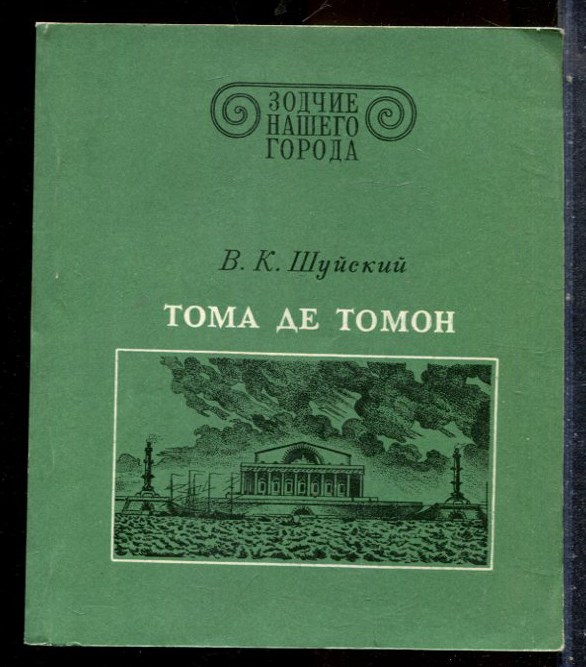 ЗОДЧИЕ
НАШЕГО
ГОРОДА
В. К. Шуйский
ТОМА ДЕ ТОМОН